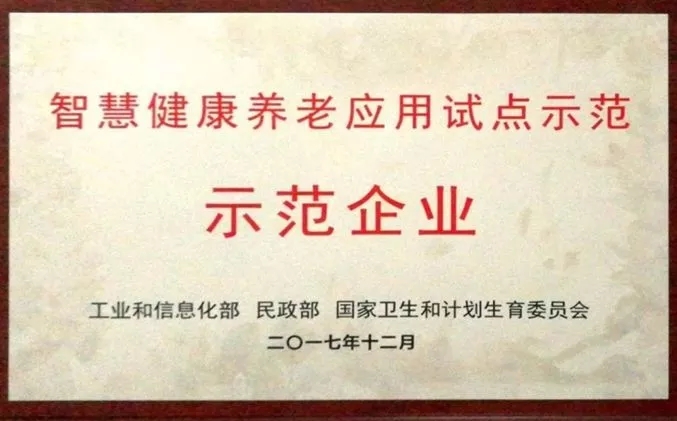 智慧健康养老应用试点示范
示范企业
工业和信息化部 民政部 国家卫生和计划生育委员会
二〇一七年十二月